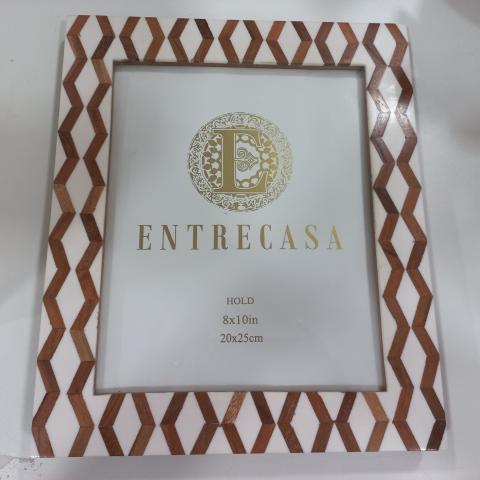 E
ENTRECASA
HOLD
8x10in
20x25cm